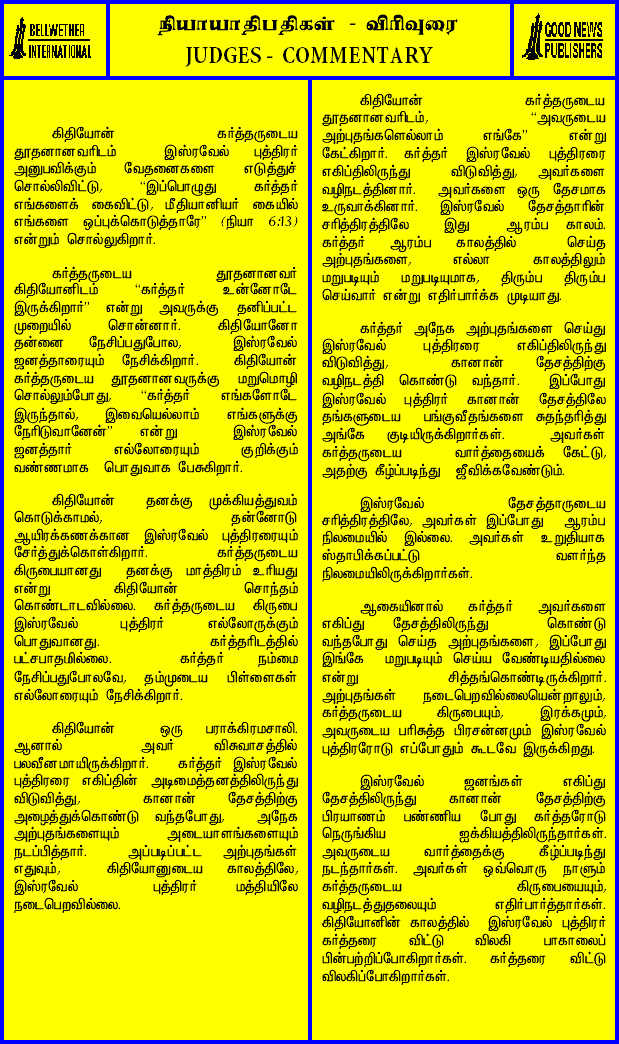 BELLWETHER
INTERNATIONAL
நியாயாதிபதிகள் - விரிவுரை
JUDGES - COMMENTARY
GOOD NEWS
PUBLISHERS
கிதியோன் கர்த்தருடைய
தூதனானவரிடம் இஸ்ரவேல் புத்திரர்
அனுபவிக்கும் வேதனைகளை எடுத்துச்
சொல்லிவிட்டு, “இப்பொழுது கர்த்தர்
எங்களைக் கைவிட்டு, மீதியானியர் கையில்
எங்களை ஒப்புக்கொடுத்தாரே” (நியா 6:13)
என்றும் சொல்லுகிறார்.
கர்த்தருடைய தூதனானவர்
கிதியோனிடம் “கர்த்தர் உன்னோடே
இருக்கிறார்” என்று அவருக்கு தனிப்பட்ட
முறையில் சொன்னார். கிதியோனோ
தன்னை நேசிப்பதுபோல, இஸ்ரவேல்
ஜனத்தாரையும் நேசிக்கிறார். கிதியோன்
கர்த்தருடைய தூதனானவருக்கு மறுமொழி
சொல்லும்போது, “கர்த்தர் எங்களோடே
இருந்தால், இவையெல்லாம் எங்களுக்கு
நேரிடுவானேன்” என்று இஸ்ரவேல்
ஜனத்தார் எல்லோரையும் குறிக்கும்
வண்ணமாக பொதுவாக பேசுகிறார்.
கிதியோன் தனக்கு முக்கியத்துவம்
கொடுக்காமல், தன்னோடு
ஆயிரக்கணக்கான இஸ்ரவேல் புத்திரரையும்
சேர்த்துக்கொள்கிறார். கர்த்தருடைய
கிருபையானது தனக்கு மாத்திரம் உரியது
என்று கிதியோன் சொந்தம்
கொண்டாடவில்லை. கர்த்தருடைய கிருபை
இஸ்ரவேல் புத்திரர் எல்லோருக்கும்
பொதுவானது. கர்த்தரிடத்தில்
பட்சபாதமில்லை. கர்த்தர் நம்மை
நேசிப்பதுபோலவே, தம்முடைய பிள்ளைகள்
எல்லோரையும் நேசிக்கிறார்.
கிதியோன் ஒரு பராக்கிரமசாலி.
ஆனால் அவர் விசுவாசத்தில்
பலவீனமாயிருக்கிறார். கர்த்தர் இஸ்ரவேல்
புத்திரரை எகிப்தின் அடிமைத்தனத்திலிருந்து
விடுவித்து, கானான் தேசத்திற்கு
அழைத்துக்கொண்டு வந்தபோது, அநேக
அற்புதங்களையும் அடையாளங்களையும்
நடப்பித்தார். அப்படிப்பட்ட அற்புதங்கள்
எதுவும், கிதியோனுடைய காலத்திலே,
இஸ்ரவேல் புத்திரர் மத்தியிலே
நடைபெறவில்லை.
கிதியோன் கர்த்தருடைய
தூதனானவரிடம், “அவருடைய
அற்புதங்களெல்லாம் எங்கே” என்று
கேட்கிறார். கர்த்தர் இஸ்ரவேல் புத்திரரை
எகிப்திலிருந்து விடுவித்து, அவர்களை
வழிநடத்தினார். அவர்களை ஒரு தேசமாக
உருவாக்கினார். இஸ்ரவேல் தேசத்தாரின்
சரித்திரத்திலே இது ஆரம்ப காலம்.
கர்த்தர் ஆரம்ப காலத்தில் செய்த
அற்புதங்களை, எல்லா காலத்திலும்
மறுபடியும் மறுபடியுமாக, திரும்ப திரும்ப
செய்வார் என்று எதிர்பார்க்க முடியாது.
கர்த்தர் அநேக அற்புதங்களை செய்து
இஸ்ரவேல் புத்திரரை எகிப்திலிருந்து
விடுவித்து, கானான் தேசத்திற்கு
வழிநடத்தி கொண்டு வந்தார். இப்போது
இஸ்ரவேல் புத்திரர் கானான் தேசத்திலே
தங்களுடைய பங்குவீதங்களை சுதந்தரித்து
அங்கே குடியிருக்கிறார்கள். அவர்கள்
கர்த்தருடைய வார்த்தையைக் கேட்டு,
அதற்கு கீழ்ப்படிந்து ஜீவிக்கவேண்டும்.
இஸ்ரவேல் தேசத்தாருடைய
சரித்திரத்திலே, அவர்கள் இப்போது ஆரம்ப
நிலமையில் இல்லை. அவர்கள் உறுதியாக
ஸ்தாபிக்கப்பட்டு வளர்ந்த
நிலமையிலிருக்கிறார்கள்.
ஆகையினால் கர்த்தர் அவர்களை
எகிப்து தேசத்திலிருந்து கொண்டு
வந்தபோது செய்த அற்புதங்களை, இப்போது
இங்கே மறுபடியும் செய்ய வேண்டியதில்லை
என்று சித்தங்கொண்டிருக்கிறார்.
அற்புதங்கள் நடைபெறவில்லையென்றாலும்,
கர்த்தருடைய கிருபையும், இரக்கமும்,
அவருடைய பரிசுத்த பிரசன்னமும் இஸ்ரவேல்
புத்திரரோடு எப்போதும் கூடவே இருக்கிறது.
இஸ்ரவேல் ஜனங்கள் எகிப்து
தேசத்திலிருந்து கானான் தேசத்திற்கு
பிரயாணம் பண்ணிய போது கர்த்தரோடு
நெருங்கிய ஐக்கியத்திலிருந்தார்கள்.
அவருடைய வார்த்தைக்கு கீழ்ப்படிந்து
நடந்தார்கள். அவர்கள் ஒவ்வொரு நாளும்
கர்த்தருடைய கிருபையையும்,
வழிநடத்துதலையும் எதிர்பார்த்தார்கள்.
கிதியோனின் காலத்தில் இஸ்ரவேல் புத்திரர்
கர்த்தரை விட்டு விலகி பாகாலைப்
பின்பற்றிப்போகிறார்கள். கர்த்தரை விட்டு
விலகிப்போகிறார்கள்.